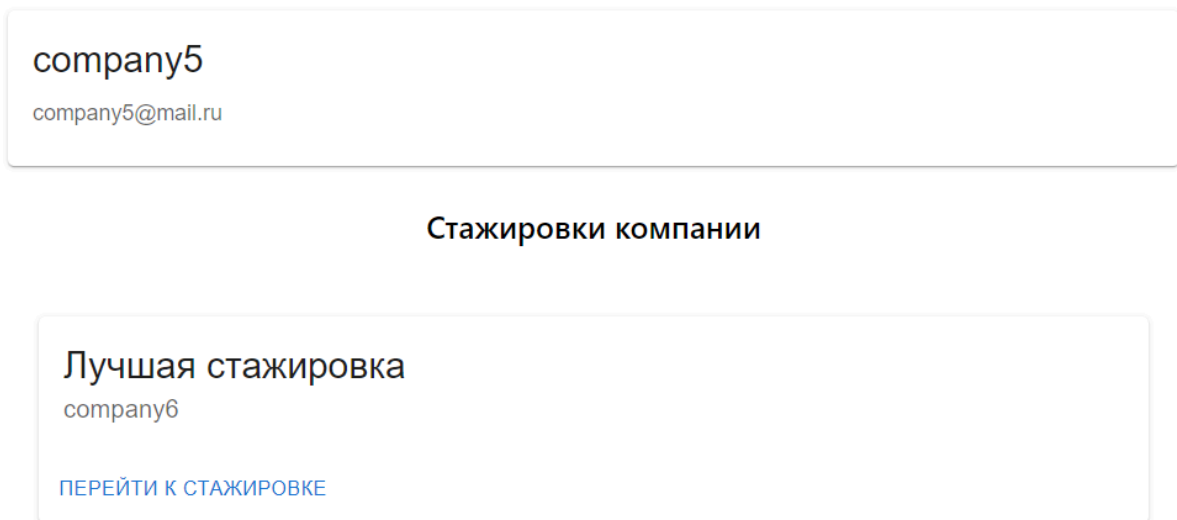 company5
company5@mail.ru
Стажировки компании
Лучшая стажировка
company6
ПЕРЕЙТИ К СТАЖИРОВКЕ